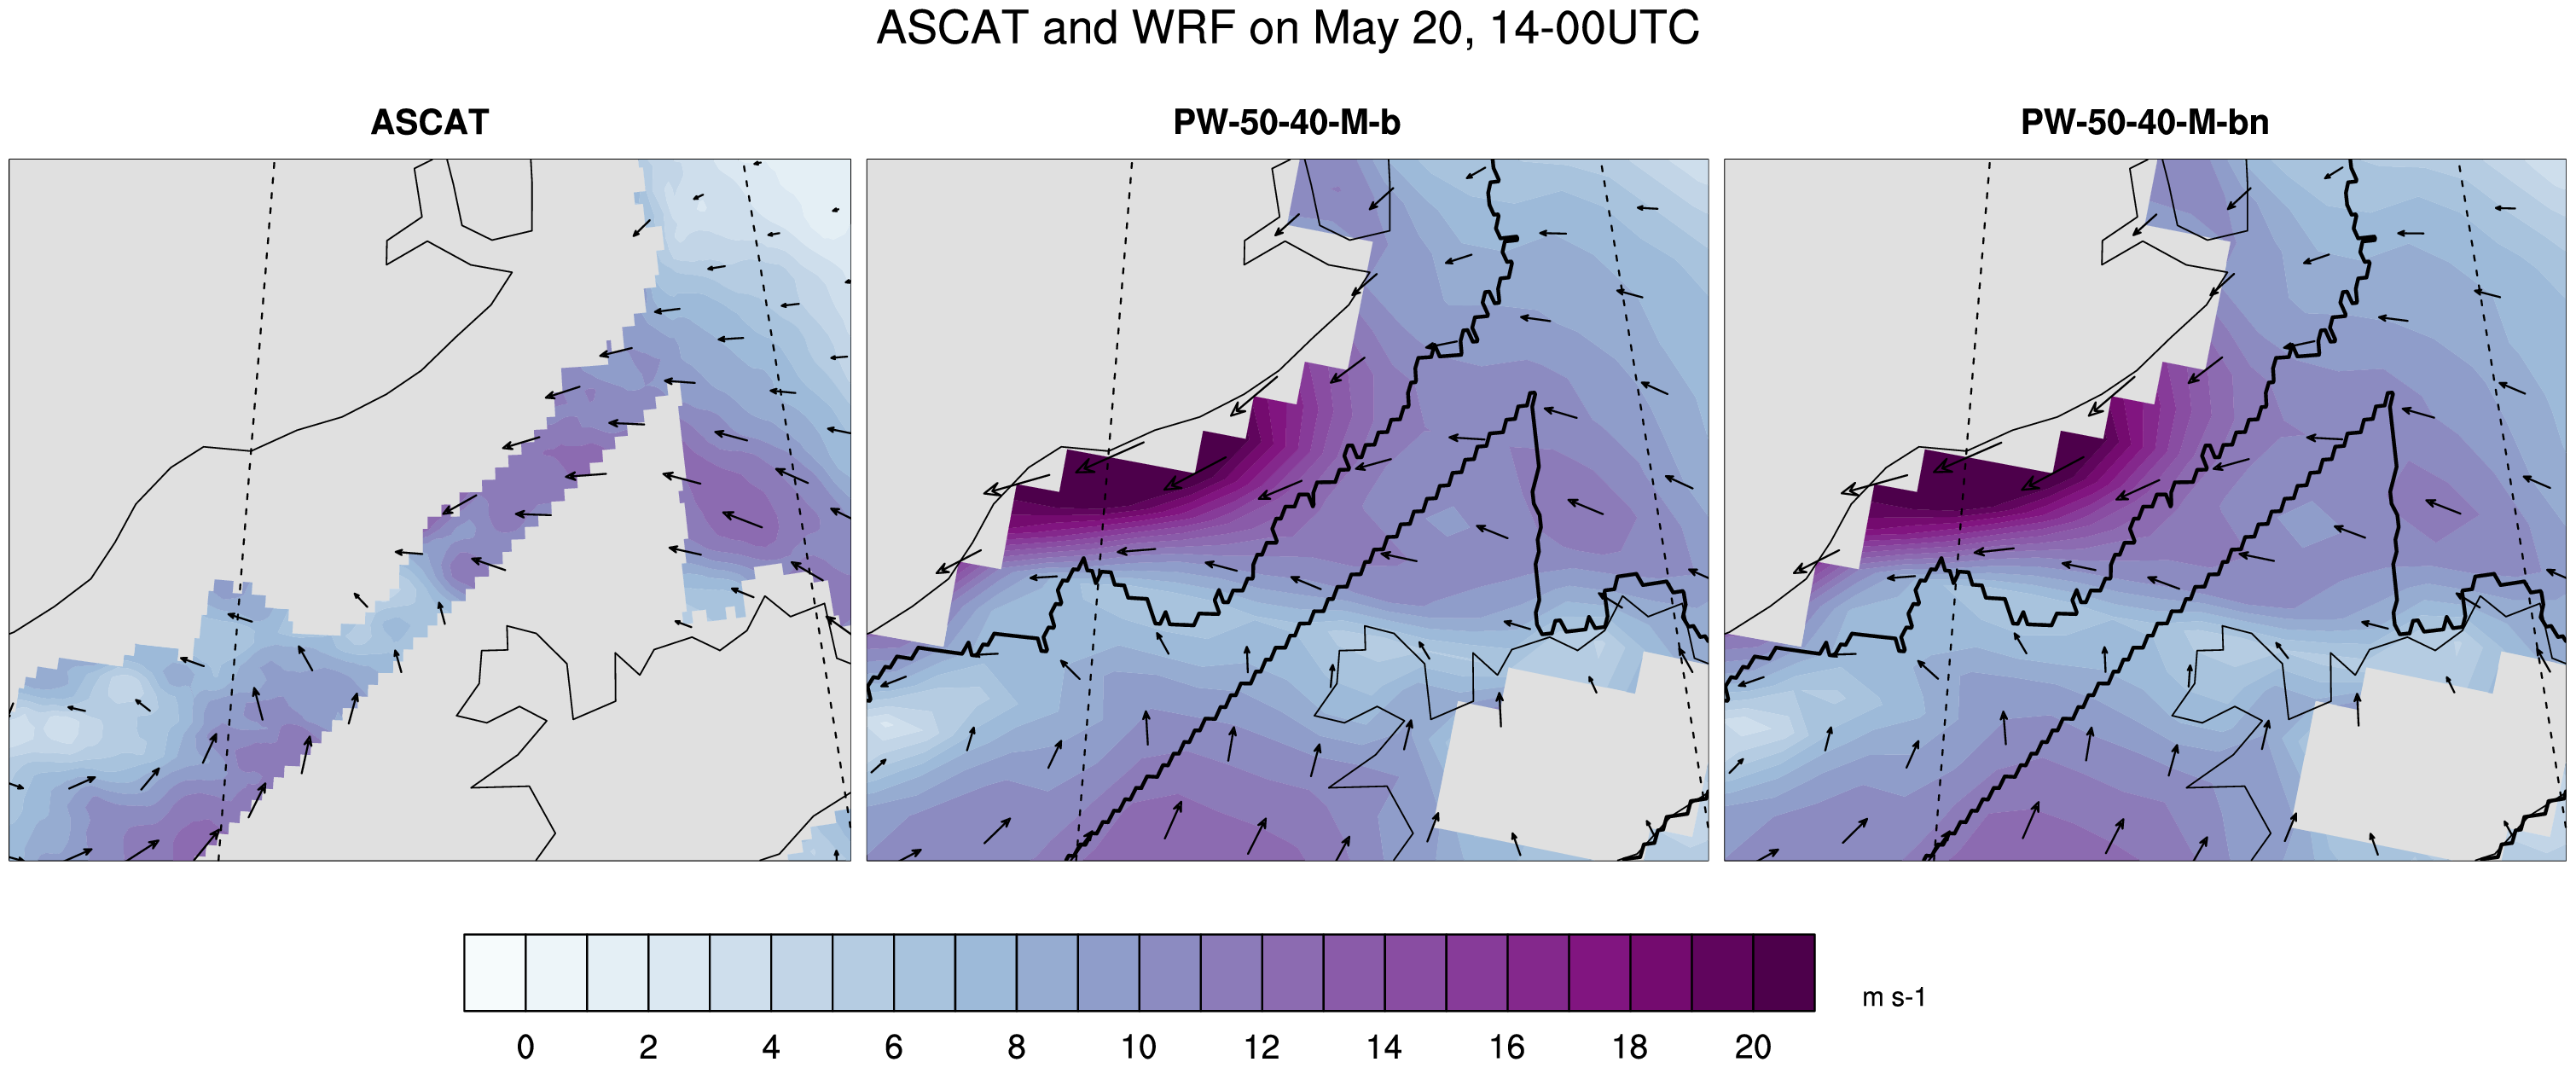 ASCAT and WRF on May 20, 14-00UTC
ASCAT PW-50-40-M-b PW-50-40-M-bn
m s-1
0 2 4 6 8 10 12 14 16 18 20